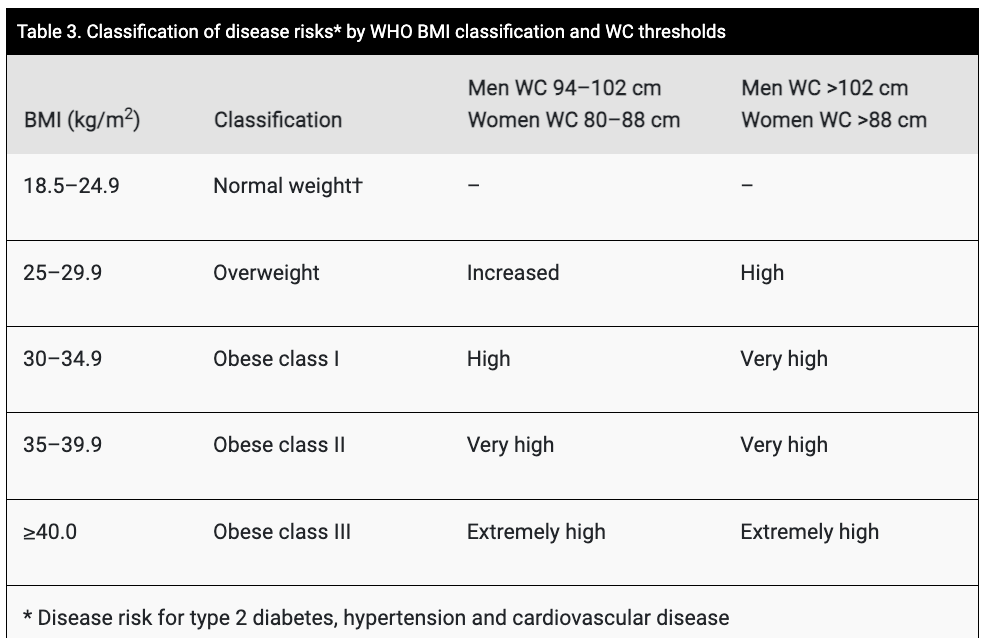 Table 3. Classification of disease risks* by WHO BMI classification and WC thresholds
BMI (kg/m²) Classification Men WC 94–102 cm Women WC 80–88 cm Men WC >102 cm Women WC >88 cm
18.5–24.9 Normal weight† – –
25–29.9 Overweight Increased High
30–34.9 Obese class I High Very high
35–39.9 Obese class II Very high Very high
≥40.0 Obese class III Extremely high Extremely high
* Disease risk for type 2 diabetes, hypertension and cardiovascular disease